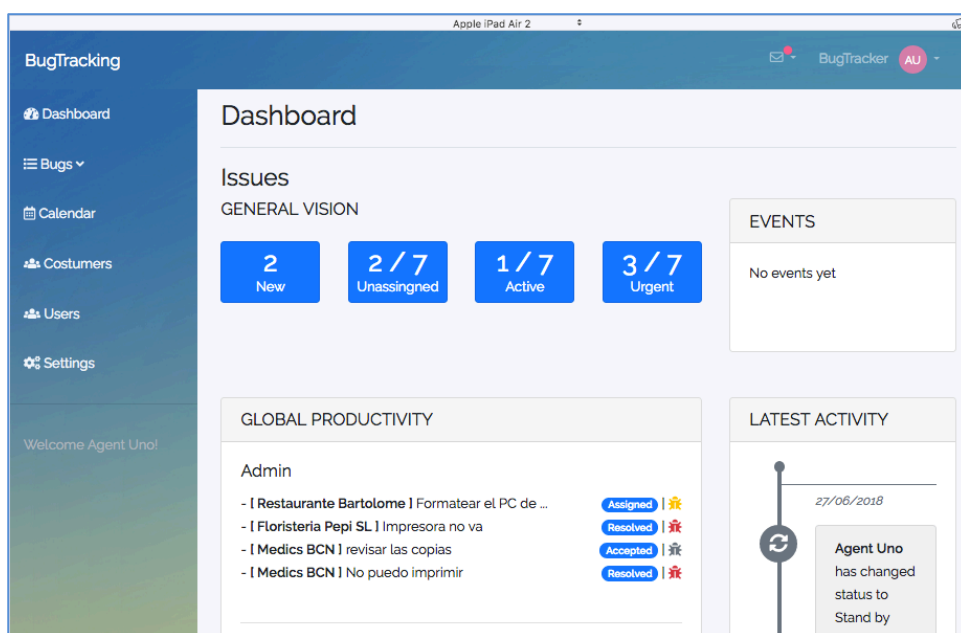 Apple iPad Air 2
BugTracking
BugTracker AU
Dashboard
Bugs
Calendar
Costumers
Users
Settings
Welcome Agent Uno!
Dashboard
Issues
GENERAL VISION
2
New
2 / 7
Unassingned
1 / 7
Active
3 / 7
Urgent
EVENTS
No events yet
GLOBAL PRODUCTIVITY
Admin
- [ Restaurante Bartolome ] Formatear el PC de ... Assigned |
- [ Floristeria Pepi SL ] Impresora no va Resolved |
- [ Medics BCN ] revisar las copias Accepted |
- [ Medics BCN ] No puedo imprimir Resolved |
LATEST ACTIVITY
27/06/2018
Agent Uno
has changed
status to
Stand by